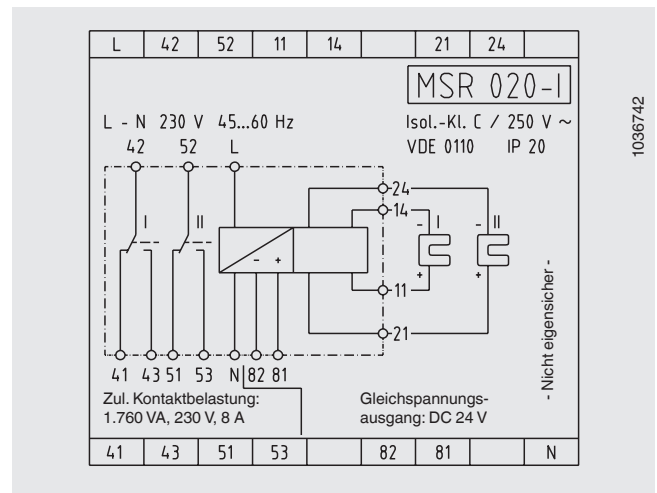 L 42 52 11 14 21 24
MSR 020-I
L - N 230 V 45...60 Hz
Isol.-Kl. C / 250 V ~
42 52 L
VDE 0110 IP 20
24
14
I II
- I - II
- +
+ +
11
21
41 43 51 53 N 82 81
Zul. Kontaktbelastung:
1.760 VA, 230 V, 8 A
Gleichspannungs-
ausgang: DC 24 V
- Nicht eigensicher -
41 43 51 53 82 81 N
1036742